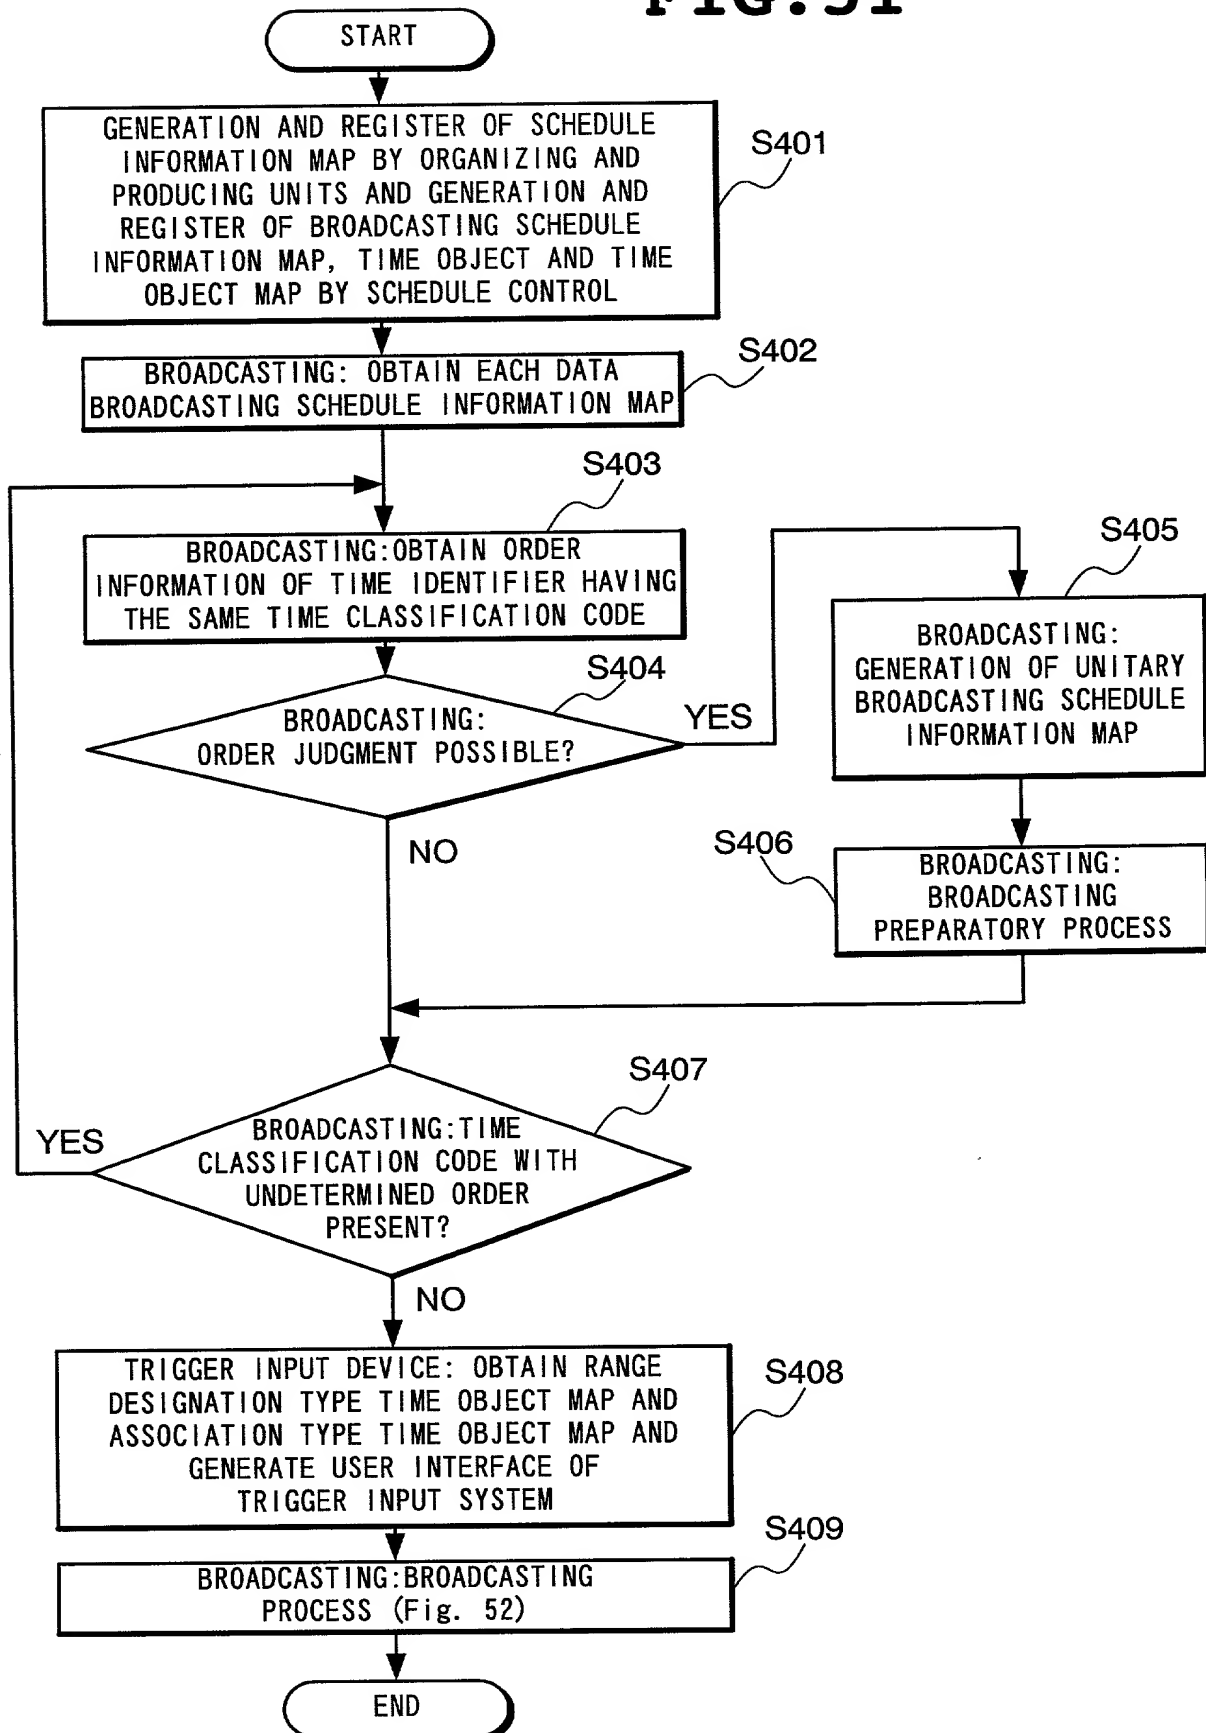 FIG.51
START
GENERATION AND REGISTER OF SCHEDULE
INFORMATION MAP BY ORGANIZING AND
PRODUCING UNITS AND GENERATION AND
REGISTER OF BROADCASTING SCHEDULE
INFORMATION MAP, TIME OBJECT AND TIME
OBJECT MAP BY SCHEDULE CONTROL
S401
BROADCASTING: OBTAIN EACH DATA
BROADCASTING SCHEDULE INFORMATION MAP
S402
BROADCASTING:OBTAIN ORDER
INFORMATION OF TIME IDENTIFIER HAVING
THE SAME TIME CLASSIFICATION CODE
S403
BROADCASTING:
ORDER JUDGMENT POSSIBLE?
S404
YES
NO
BROADCASTING:
GENERATION OF UNITARY
BROADCASTING SCHEDULE
INFORMATION MAP
S405
BROADCASTING:
BROADCASTING
PREPARATORY PROCESS
S406
BROADCASTING:TIME
CLASSIFICATION CODE WITH
UNDETERMINED ORDER
PRESENT?
S407
YES
NO
TRIGGER INPUT DEVICE: OBTAIN RANGE
DESIGNATION TYPE TIME OBJECT MAP AND
ASSOCIATION TYPE TIME OBJECT MAP AND
GENERATE USER INTERFACE OF
TRIGGER INPUT SYSTEM
S408
BROADCASTING:BROADCASTING
PROCESS (Fig. 52)
S409
END